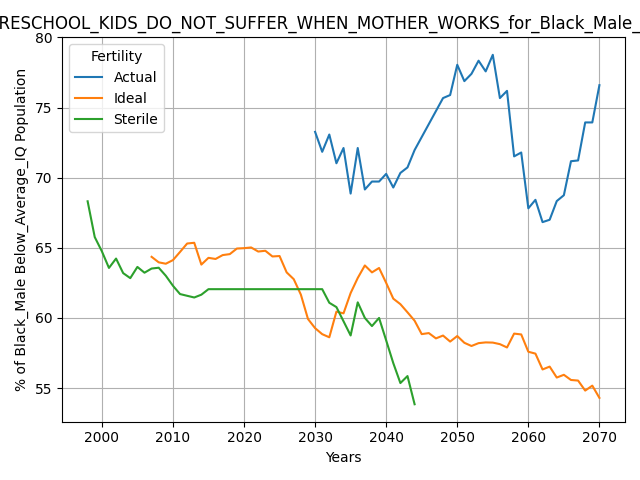 RESCHOOL_KIDS_DO_NOT_SUFFER_WHEN_MOTHER_WORKS_for_Black_Male_
Fertility
Actual
Ideal
Sterile
% of Black_Male Below_Average_IQ Population
80
75
70
65
60
55
2000 2010 2020 2030 2040 2050 2060 2070
Years